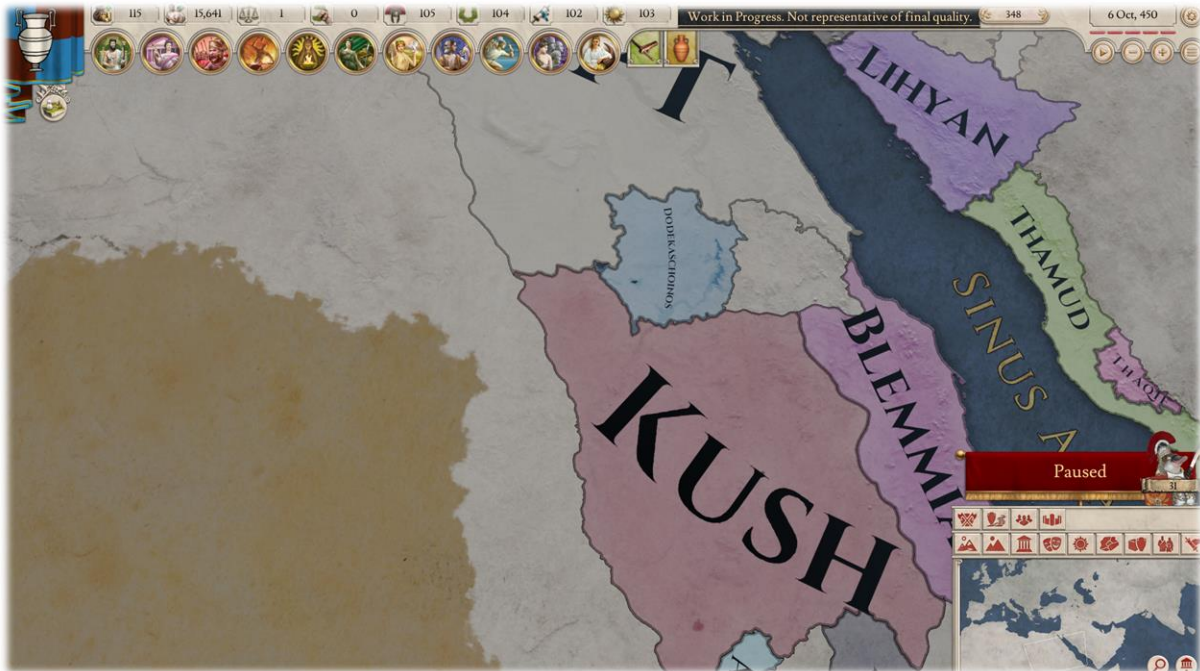 115 15,641 1 0 105 104 102 103
Work in Progress. Not representative of final quality.
348
6 Oct, 450
T
LIHYAN
DODEKASCHOINOS
THAMUD
SINUS A
THAQIF
BLEMMI
KUSH
Paused
31